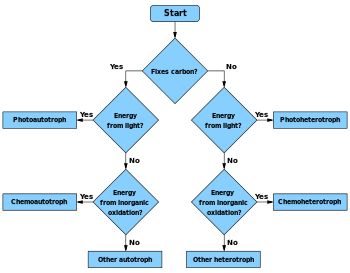 Start
Fixes carbon?
Yes
No
Energy
from light?
Yes
Photoautotroph
No
Energy
from light?
Yes
Photoheterotroph
No
Energy
from inorganic
oxidation?
Yes
Chemoautotroph
No
Other autotroph
Energy
from inorganic
oxidation?
Yes
Chemoheterotroph
No
Other heterotroph